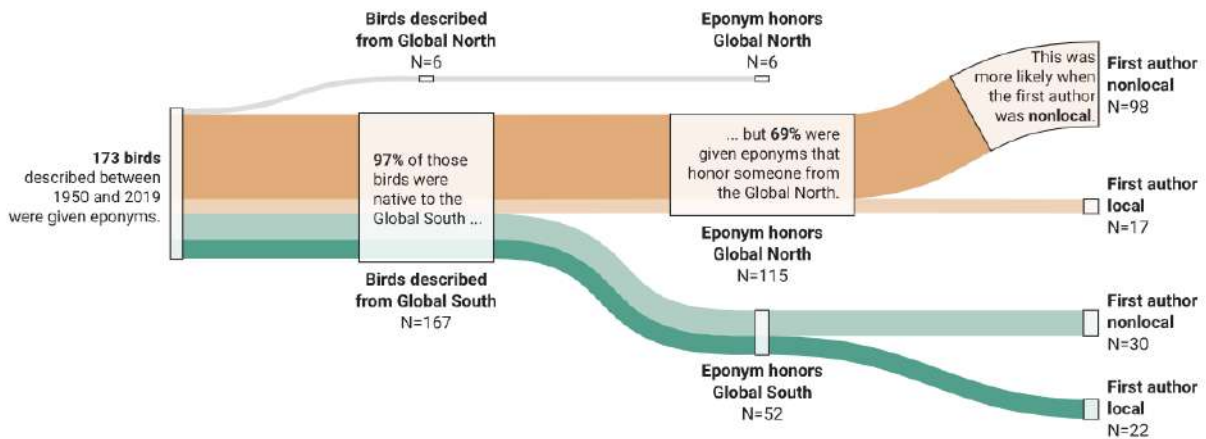 173 birds
described between
1950 and 2019
were given eponyms.
Birds described
from Global North
N=6
97% of those
birds were
native to the
Global South ...
Birds described
from Global South
N=167
Eponym honors
Global North
N=6
... but 69% were
given eponyms that
honor someone from
the Global North.
Eponym honors
Global North
N=115
Eponym honors
Global South
N=52
This was
more likely when
the first author
was nonlocal.
First author
nonlocal
N=98
First author
local
N=17
First author
nonlocal
N=30
First author
local
N=22